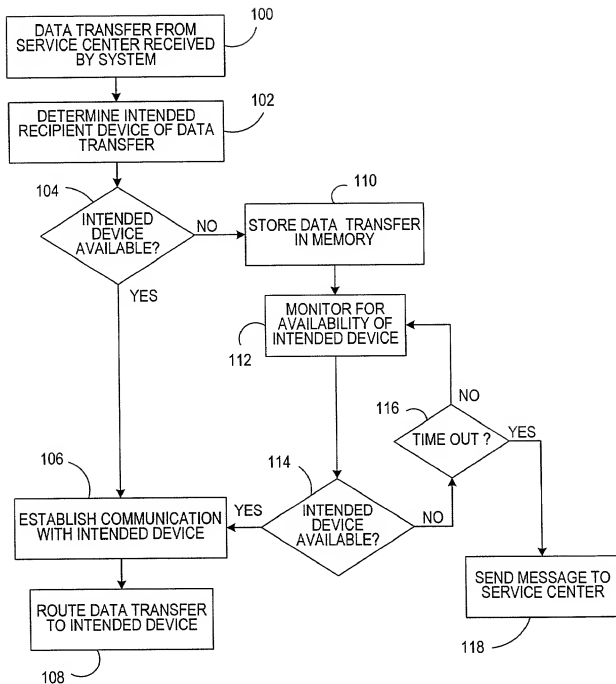 DATA TRANSFER FROM
SERVICE CENTER RECEIVED
BY SYSTEM
100
DETERMINE INTENDED
RECIPIENT DEVICE OF DATA
TRANSFER
102
104
INTENDED
DEVICE
AVAILABLE?
NO
YES
110
STORE DATA TRANSFER
IN MEMORY
MONITOR FOR
AVAILABILITY OF
INTENDED DEVICE
112
NO
116
TIME OUT ?
YES
114
INTENDED
DEVICE
AVAILABLE?
YES
NO
106
ESTABLISH COMMUNICATION
WITH INTENDED DEVICE
ROUTE DATA TRANSFER
TO INTENDED DEVICE
108
SEND MESSAGE TO
SERVICE CENTER
118